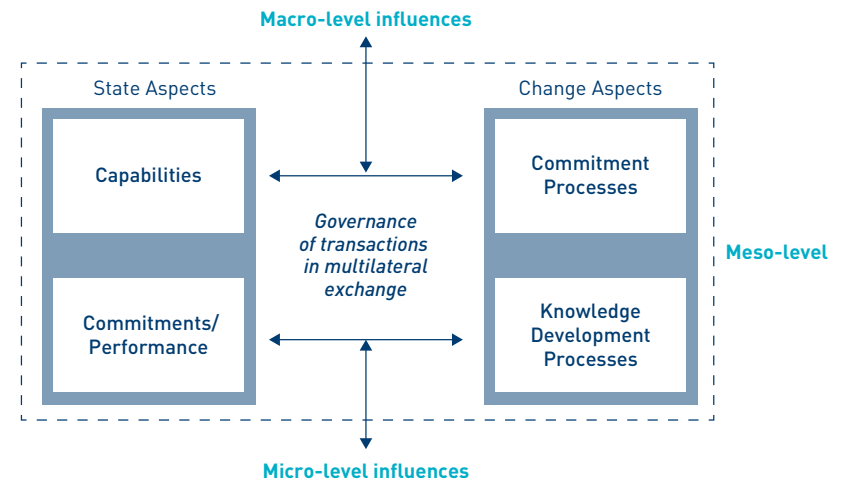 Macro-level influences
State Aspects
Change Aspects
Capabilities
Commitment
Processes
Governance
of transactions
in multilateral
exchange
Meso-level
Commitments/
Performance
Knowledge
Development
Processes
Micro-level influences